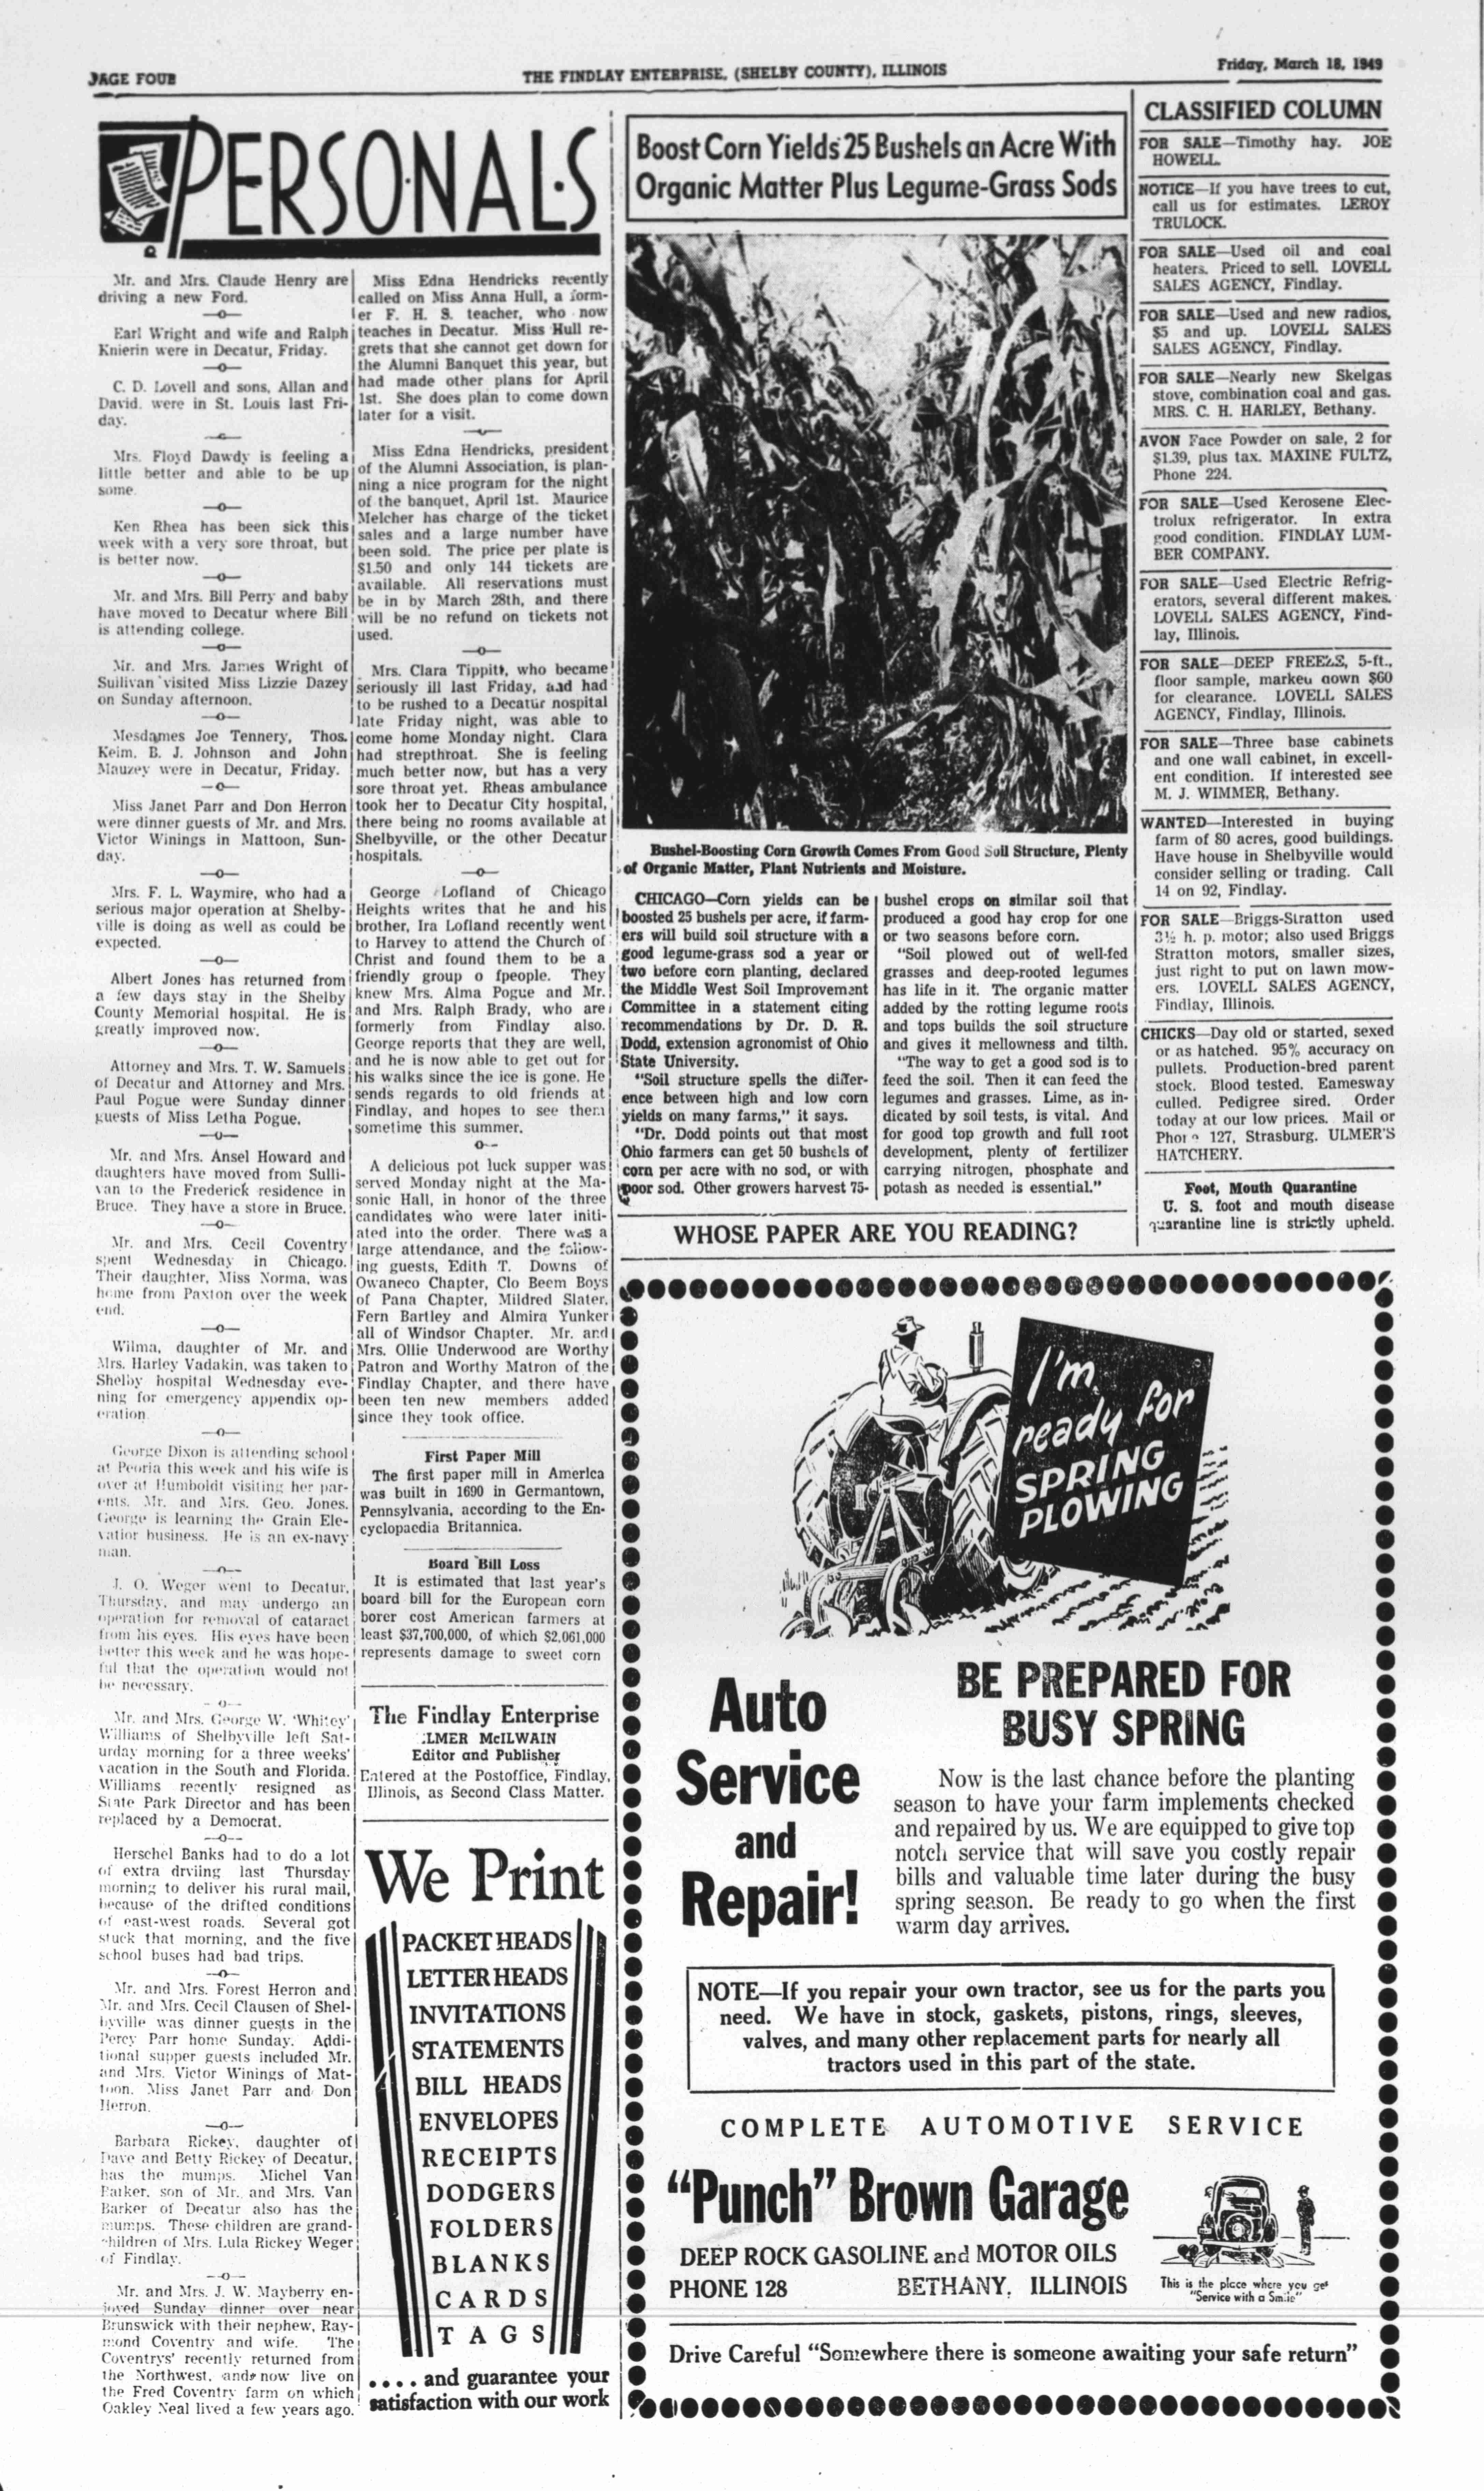 PAGE FOUR
THE FINDLAY ENTERPRISE, (SHELBY COUNTY), ILLINOIS
Friday, March 18, 1949
PERSONALS
Mr. and Mrs. Claude Henry are
driving a new Ford.
—o—
Earl Wright and wife and Ralph
Knierin were in Decatur, Friday.
—o—
C. D. Lovell and sons, Allan and
David. were in St. Louis last Fri-
day.
—o—
Mrs. Floyd Dawdy is feeling a
little better and able to be up
some.
—o—
Ken Rhea has been sick this
week with a very sore throat, but
is better now.
—o—
Mr. and Mrs. Bill Perry and baby
have moved to Decatur where Bill
is attending college.
—o—
Mr. and Mrs. James Wright of
Sullivan visited Miss Lizzie Dazey
on Sunday afternoon.
—o—
Mesdames Joe Tennery, Thos.
Keim, B. J. Johnson and John
Mauzey were in Decatur, Friday.
—o—
Miss Janet Parr and Don Herron
were dinner guests of Mr. and Mrs.
Victor Winings in Mattoon, Sun-
day.
—o—
Mrs. F. L. Waymire, who had a
serious major operation at Shelby-
ville is doing as well as could be
expected.
—o—
Albert Jones has returned from
a few days stay in the Shelby
County Memorial hospital. He is
greatly improved now.
—o—
Attorney and Mrs. T. W. Samuels
of Decatur and Attorney and Mrs.
Paul Pogue were Sunday dinner
guests of Miss Letha Pogue.
—o—
Mr. and Mrs. Ansel Howard and
daughters have moved from Sulli-
van to the Frederick residence in
Bruce. They have a store in Bruce.
—o—
Mr. and Mrs. Cecil Coventry
spent Wednesday in Chicago.
Their daughter, Miss Norma, was
home from Paxton over the week
end.
—o—
Wilma, daughter of Mr. and
Mrs. Harley Vadakin, was taken to
Shelby hospital Wednesday eve-
ning for emergency appendix op-
eration.
—o—
George Dixon is attending school
at Peoria this week and his wife is
over at Humboldt visiting her par-
ents, Mr. and Mrs. Geo. Jones.
George is learning the Grain Ele-
vatior business. He is an ex-navy
man.
—o—
J. O. Weger went to Decatur,
Thursday, and may undergo an
operation for removal of cataract
from his eyes. His eyes have been
better this week and he was hope-
ful that the operation would not
be necessary.
—o—
Mr. and Mrs. George W. 'Whitey'
Williams of Shelbyville left Sat-
urday morning for a three weeks'
vacation in the South and Florida.
Williams recently resigned as
State Park Director and has been
replaced by a Democrat.
—o—
Herschel Banks had to do a lot
of extra drviing last Thursday
morning to deliver his rural mail,
because of the drifted conditions
of east-west roads. Several got
stuck that morning, and the five
school buses had bad trips.
—o—
Mr. and Mrs. Forest Herron and
Mr. and Mrs. Cecil Clausen of Shel-
byville was dinner guests in the
Percy Parr home Sunday. Addi-
tional supper guests included Mr.
and Mrs. Victor Winings of Mat-
toon, Miss Janet Parr and Don
Herron.
—o—
Barbara Rickey, daughter of
Dave and Betty Rickey of Decatur,
has the mumps. Michel Van
Barker, son of Mr. and Mrs. Van
Barker of Decatur also has the
mumps. These children are grand-
children of Mrs. Lula Rickey Weger
of Findlay.
—o—
Mr. and Mrs. J. W. Mayberry en-
joyed Sunday dinner over near
Brunswick with their nephew, Ray-
mond Coventry and wife. The
Coventrys' recently returned from
the Northwest, and now live on
the Fred Coventry farm on which
Oakley Neal lived a few years ago.
Miss Edna Hendricks recently
called on Miss Anna Hull, a form-
er F. H. S. teacher, who now
teaches in Decatur. Miss Hull re-
grets that she cannot get down for
the Alumni Banquet this year, but
had made other plans for April
1st. She does plan to come down
later for a visit.
—o—
Miss Edna Hendricks, president
of the Alumni Association, is plan-
ning a nice program for the night
of the banquet, April 1st. Maurice
Melcher has charge of the ticket
sales and a large number have
been sold. The price per plate is
$1.50 and only 144 tickets are
available. All reservations must
be in by March 28th, and there
will be no refund on tickets not
used.
—o—
Mrs. Clara Tippitt, who became
seriously ill last Friday, and had
to be rushed to a Decatur hospital
late Friday night, was able to
come home Monday night. Clara
had strepthroat. She is feeling
much better now, but has a very
sore throat yet. Rheas ambulance
took her to Decatur City hospital,
there being no rooms available at
Shelbyville, or the other Decatur
hospitals.
—o—
George Lofland of Chicago
Heights writes that he and his
brother, Ira Lofland recently went
to Harvey to attend the Church of
Christ and found them to be a
friendly group o fpeople. They
knew Mrs. Alma Pogue and Mr.
and Mrs. Ralph Brady, who are
formerly from Findlay also.
George reports that they are well,
and he is now able to get out for
his walks since the ice is gone. He
sends regards to old friends at
Findlay, and hopes to see them
sometime this summer.
o--
A delicious pot luck supper was
served Monday night at the Ma-
sonic Hall, in honor of the three
candidates who were later initi-
ated into the order. There was a
large attendance, and the follow-
ing guests, Edith T. Downs of
Owaneco Chapter, Clo Beem Boys
of Pana Chapter, Mildred Slater,
Fern Bartley and Almira Yunker
all of Windsor Chapter. Mr. and
Mrs. Ollie Underwood are Worthy
Patron and Worthy Matron of the
Findlay Chapter, and there have
been ten new members added
since they took office.
First Paper Mill
The first paper mill in America
was built in 1690 in Germantown,
Pennsylvania, according to the En-
cyclopaedia Britannica.
Board Bill Loss
It is estimated that last year's
board bill for the European corn
borer cost American farmers at
least $37,700,000, of which $2,061,000
represents damage to sweet corn
The Findlay Enterprise
ELMER McILWAIN
Editor and Publisher
Entered at the Postoffice, Findlay,
Illinois, as Second Class Matter.
We Print
PACKET HEADS
LETTER HEADS
INVITATIONS
STATEMENTS
BILL HEADS
ENVELOPES
RECEIPTS
DODGERS
FOLDERS
BLANKS
CARDS
TAGS
.... and guarantee your
satisfaction with our work
Boost Corn Yields 25 Bushels an Acre With
Organic Matter Plus Legume-Grass Sods
Bushel-Boosting Corn Growth Comes From Good Soil Structure, Plenty
of Organic Matter, Plant Nutrients and Moisture.
CHICAGO—Corn yields can be
boosted 25 bushels per acre, if farm-
ers will build soil structure with a
good legume-grass sod a year or
two before corn planting, declared
the Middle West Soil Improvement
Committee in a statement citing
recommendations by Dr. D. R.
Dodd, extension agronomist of Ohio
State University.
"Soil structure spells the differ-
ence between high and low corn
yields on many farms," it says.
"Dr. Dodd points out that most
Ohio farmers can get 50 bushels of
corn per acre with no sod, or with
poor sod. Other growers harvest 75-
bushel crops on similar soil that
produced a good hay crop for one
or two seasons before corn.
"Soil plowed out of well-fed
grasses and deep-rooted legumes
has life in it. The organic matter
added by the rotting legume roots
and tops builds the soil structure
and gives it mellowness and tilth.
"The way to get a good sod is to
feed the soil. Then it can feed the
legumes and grasses. Lime, as in-
dicated by soil tests, is vital. And
for good top growth and full root
development, plenty of fertilizer
carrying nitrogen, phosphate and
potash as needed is essential."
WHOSE PAPER ARE YOU READING?
CLASSIFIED COLUMN
FOR SALE—Timothy hay. JOE
HOWELL.
NOTICE—If you have trees to cut,
call us for estimates. LEROY
TRULOCK.
FOR SALE—Used oil and coal
heaters. Priced to sell. LOVELL
SALES AGENCY, Findlay.
FOR SALE—Used and new radios,
$5 and up. LOVELL SALES
SALES AGENCY, Findlay.
FOR SALE—Nearly new Skelgas
stove, combination coal and gas.
MRS. C. H. HARLEY, Bethany.
AVON Face Powder on sale, 2 for
$1.39, plus tax. MAXINE FULTZ,
Phone 224.
FOR SALE—Used Kerosene Elec-
trolux refrigerator. In extra
good condition. FINDLAY LUM-
BER COMPANY.
FOR SALE—Used Electric Refrig-
erators, several different makes.
LOVELL SALES AGENCY, Find-
lay, Illinois.
FOR SALE—DEEP FREEZE, 5-ft.,
floor sample, marked down $60
for clearance. LOVELL SALES
AGENCY, Findlay, Illinois.
FOR SALE—Three base cabinets
and one wall cabinet, in excell-
ent condition. If interested see
M. J. WIMMER, Bethany.
WANTED—Interested in buying
farm of 80 acres, good buildings.
Have house in Shelbyville would
consider selling or trading. Call
14 on 92, Findlay.
FOR SALE—Briggs-Stratton used
3½ h. p. motor; also used Briggs
Stratton motors, smaller sizes,
just right to put on lawn mow-
ers. LOVELL SALES AGENCY,
Findlay, Illinois.
CHICKS—Day old or started, sexed
or as hatched. 95% accuracy on
pullets. Production-bred parent
stock. Blood tested. Eamesway
culled. Pedigree sired. Order
today at our low prices. Mail or
Phone 127, Strasburg. ULMER'S
HATCHERY.
Foot, Mouth Quarantine
U. S. foot and mouth disease
quarantine line is strictly upheld.
I'm
ready for
SPRING
PLOWING
Auto
Service
and
Repair!
BE PREPARED FOR
BUSY SPRING
Now is the last chance before the planting
season to have your farm implements checked
and repaired by us. We are equipped to give top
notch service that will save you costly repair
bills and valuable time later during the busy
spring season. Be ready to go when the first
warm day arrives.
NOTE—If you repair your own tractor, see us for the parts you
need. We have in stock, gaskets, pistons, rings, sleeves,
valves, and many other replacement parts for nearly all
tractors used in this part of the state.
COMPLETE AUTOMOTIVE SERVICE
"Punch" Brown Garage
DEEP ROCK GASOLINE and MOTOR OILS
PHONE 128 BETHANY, ILLINOIS
This is the place where you get
"Service with a Smile"
Drive Careful "Somewhere there is someone awaiting your safe return"